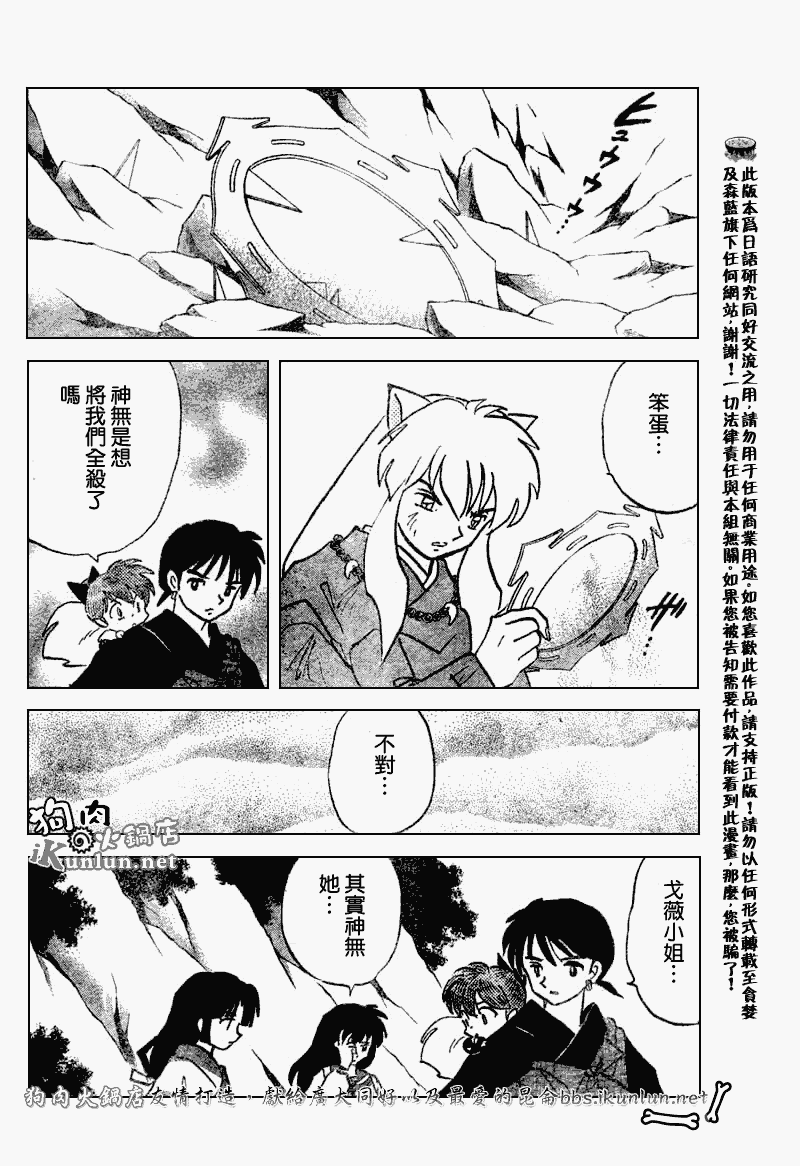 ヒュウウウ…
笨蛋…
神無是想
將我們全殺了
嗎
不對…
戈薇小姐…
其實神無
她…
此版本爲日語研究同好交流之用,請勿用于任何商業用途。如您喜歡此作品,請支持正版!請勿以任何形式轉載至貪婪
及森藍旗下任何網站,謝謝!一切法律責任與本組無關。如果您被告知需要付款才能看到此漫畫,那麼,您被騙了!
狗肉
火鍋店
iKunlun.net
狗肉火鍋店友情打造，獻給廣大同好以及最愛的昆侖bbs.ikunlun.net